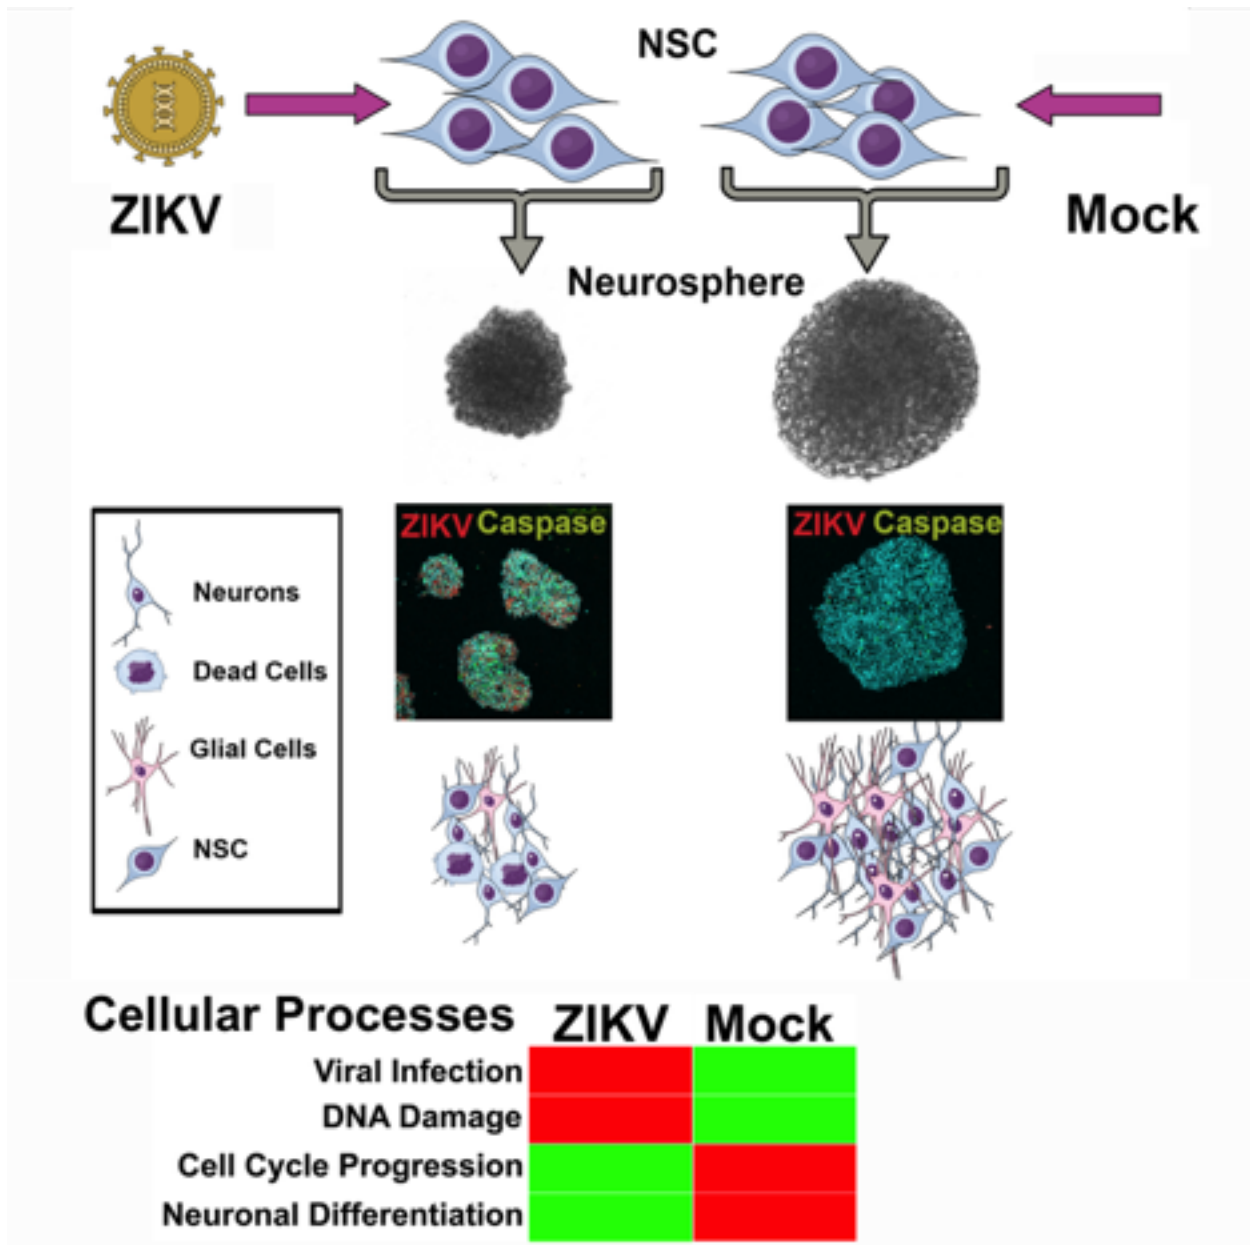 NSC
ZIKV
Mock
Neurosphere
ZIKV Caspase
ZIKV Caspase
Neurons
Dead Cells
Glial Cells
NSC
Cellular Processes
ZIKV Mock
Viral Infection
DNA Damage
Cell Cycle Progression
Neuronal Differentiation